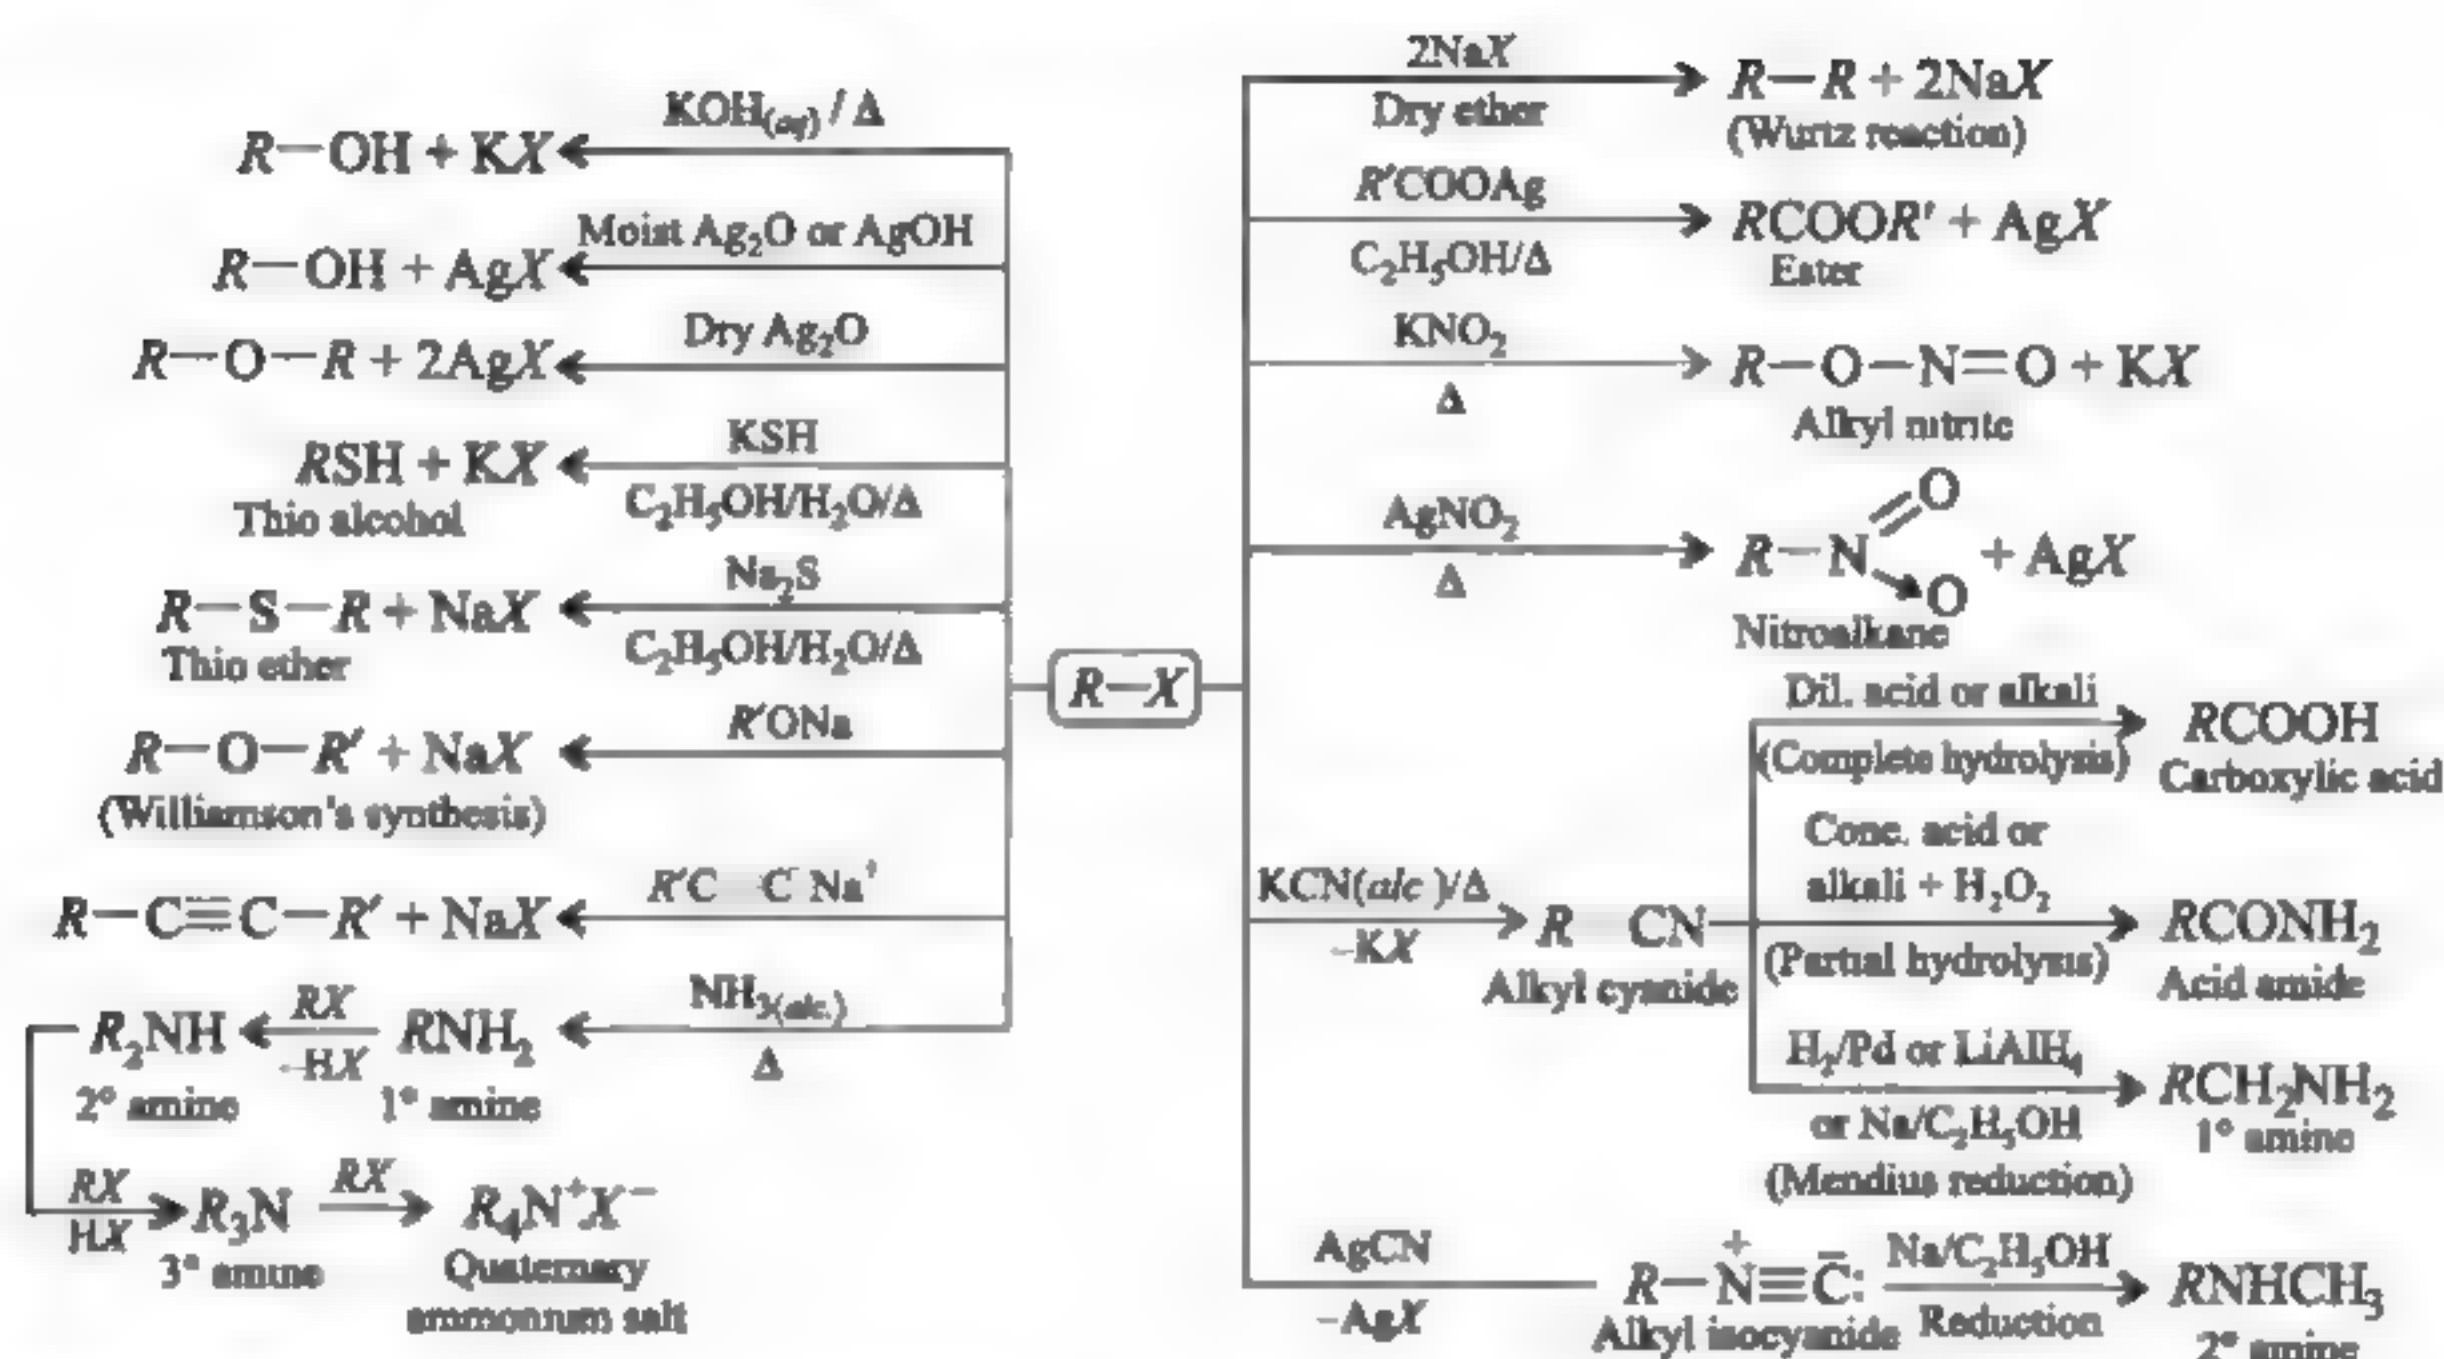 KOH(aq) / Δ
R—OH + KX
Moist Ag₂O or AgOH
R—OH + AgX
Dry Ag₂O
R—O—R + 2AgX
KSH
RSH + KX
C₂H₅OH/H₂O/Δ
Thio alcohol
Na₂S
R—S—R + NaX
C₂H₅OH/H₂O/Δ
Thio ether
R′ONa
R—O—R′ + NaX
(Williamson's synthesis)
R′C C⁻ Na⁺
R—C≡C—R′ + NaX
NH₃(alc.)
Δ
RNH₂
1° amine
RX
–HX
R₂NH
2° amine
RX
HX
R₃N
3° amine
RX
R₄N⁺X⁻
Quaternary
ammonium salt
R—X
2NaX
Dry ether
R—R + 2NaX
(Wurtz reaction)
R′COOAg
C₂H₅OH/Δ
RCOOR′ + AgX
Ester
KNO₂
Δ
R—O—N=O + KX
Alkyl nitrite
AgNO₂
Δ
O
R—N + AgX
O
Nitroalkane
KCN(alc )/Δ
–KX
R CN
Alkyl cyanide
Dil. acid or alkali
(Complete hydrolysis)
RCOOH
Carboxylic acid
Conc. acid or
alkali + H₂O₂
(Partial hydrolysis)
RCONH₂
Acid amide
H₂/Pd or LiAlH₄
or Na/C₂H₅OH
(Mendius reduction)
RCH₂NH₂
1° amine
AgCN
–AgX
R—N⁺≡C⁻:
Alkyl isocyanide
Na/C₂H₅OH
Reduction
RNHCH₃
2° amine